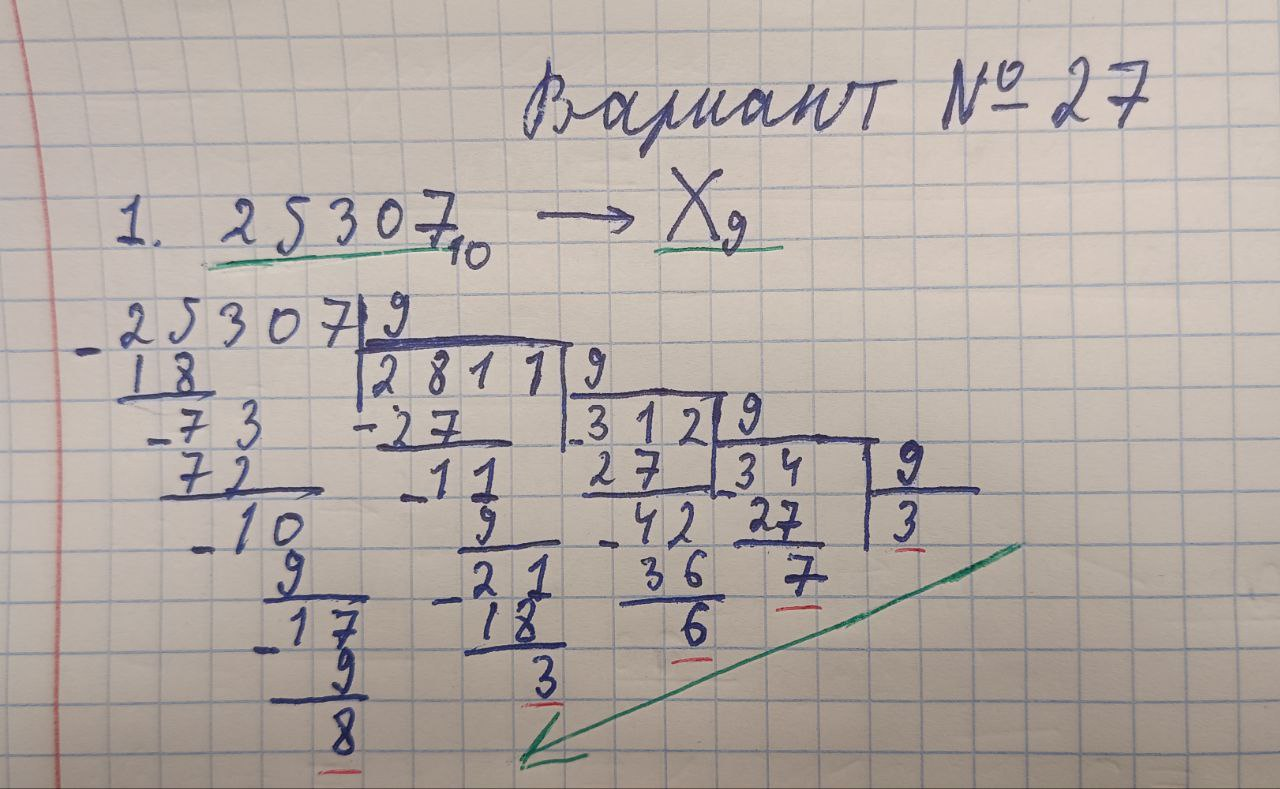 Вариант № 27
1. 25307₁₀ → X₉
- 25307 | 9
18 | 2811 | 9
- 73 - 27 - 312 | 9
72 - 11 27 - 34 | 9
- 10 9 - 42 27 3
9 - 21 36 7
- 17 18 6
9 3
8